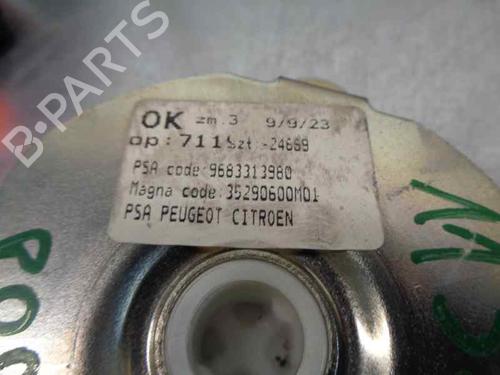 OK zm.3 9/9/23
op: 711 Szt.-24669
PSA code:9683313980
Magna code:35290600M01
PSA PEUGEOT CITROEN
B-PARTS